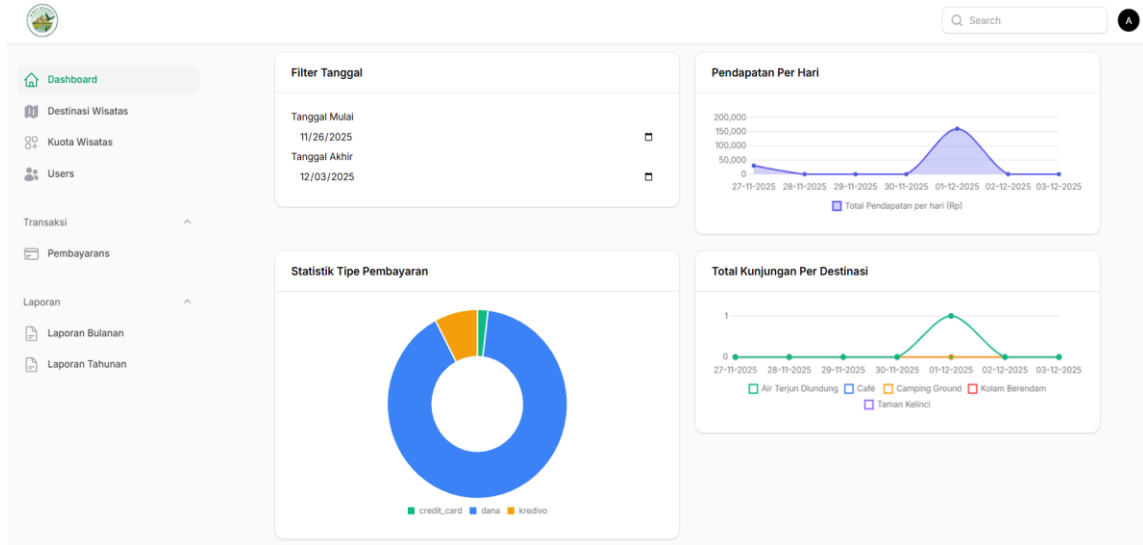 Search
A
Dashboard
Destinasi Wisatas
Kuota Wisatas
Users
Transaksi
Pembayarans
Laporan
Laporan Bulanan
Laporan Tahunan
Filter Tanggal
Tanggal Mulai
11/26/2025
Tanggal Akhir
12/03/2025
Pendapatan Per Hari
200,000
150,000
100,000
50,000
0
27-11-2025 28-11-2025 29-11-2025 30-11-2025 01-12-2025 02-12-2025 03-12-2025
Total Pendapatan per hari (Rp)
Statistik Tipe Pembayaran
credit_card dana kredivo
Total Kunjungan Per Destinasi
1
0
27-11-2025 28-11-2025 29-11-2025 30-11-2025 01-12-2025 02-12-2025 03-12-2025
Air Terjun Dlundung Café Camping Ground Kolam Berendam
Taman Kelinci